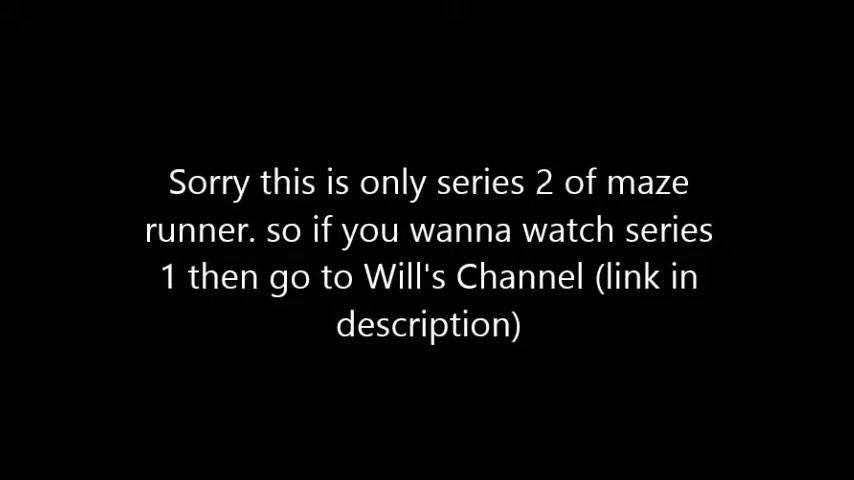 Sorry this is only series 2 of maze
runner. so if you wanna watch series
1 then go to Will's Channel (link in
description)